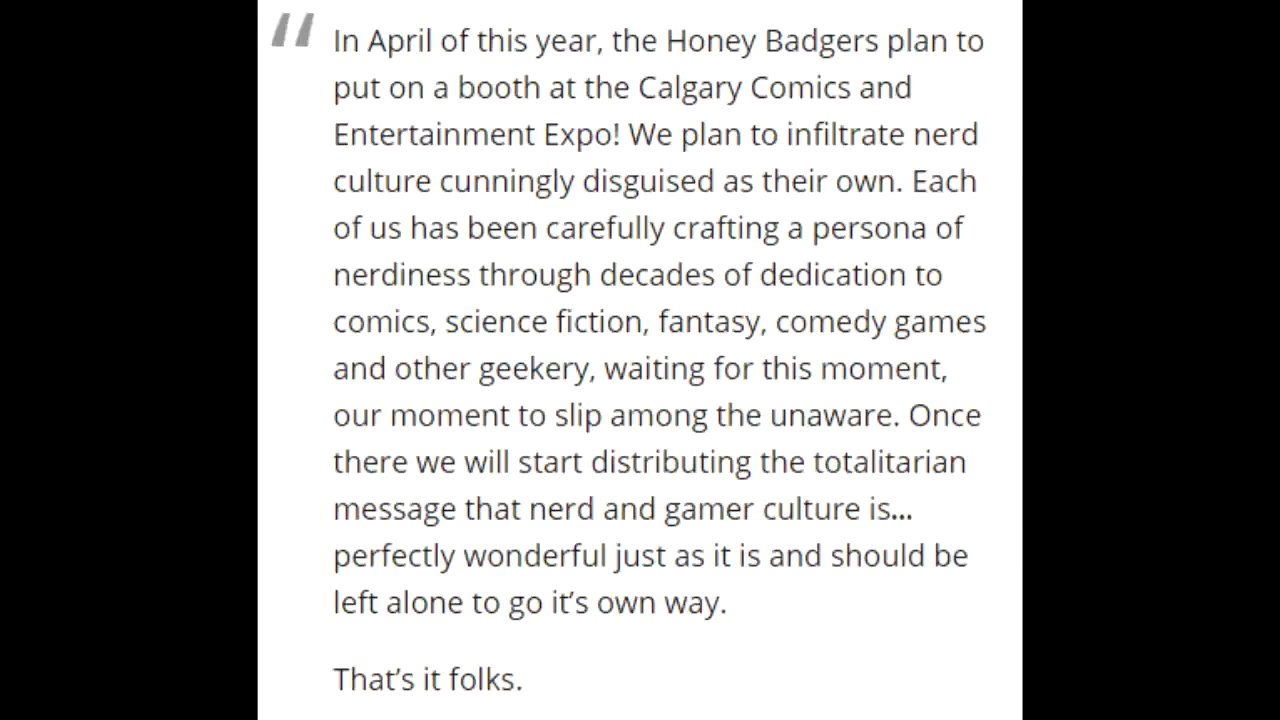 “
In April of this year, the Honey Badgers plan to
put on a booth at the Calgary Comics and
Entertainment Expo! We plan to infiltrate nerd
culture cunningly disguised as their own. Each
of us has been carefully crafting a persona of
nerdiness through decades of dedication to
comics, science fiction, fantasy, comedy games
and other geekery, waiting for this moment,
our moment to slip among the unaware. Once
there we will start distributing the totalitarian
message that nerd and gamer culture is...
perfectly wonderful just as it is and should be
left alone to go it’s own way.
That’s it folks.